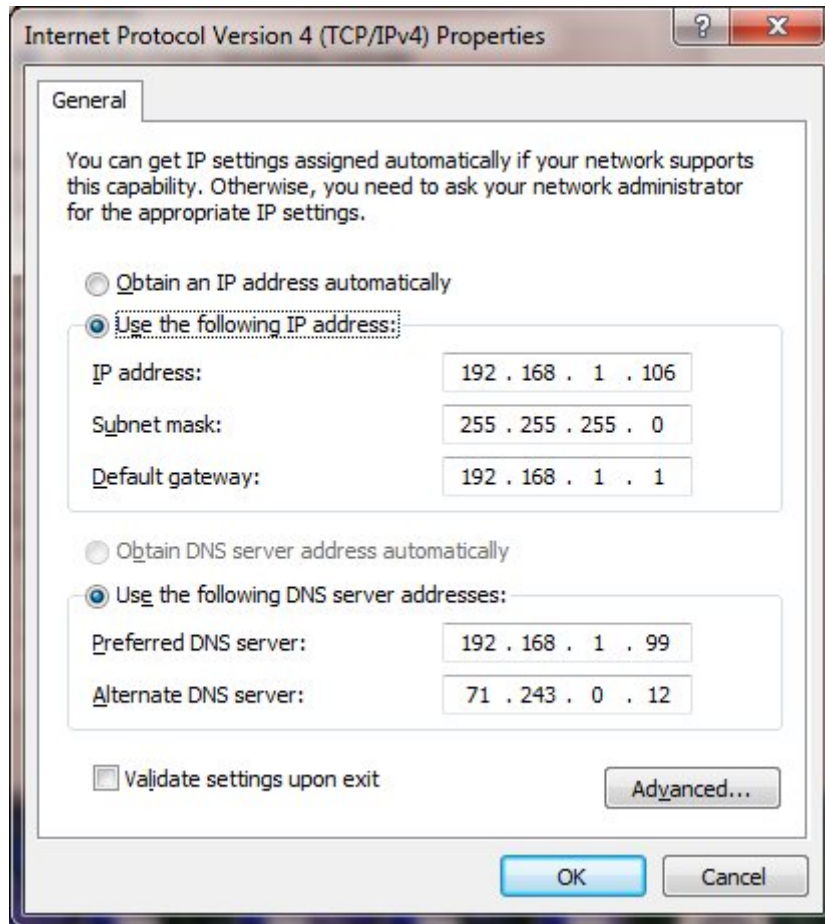 Internet Protocol Version 4 (TCP/IPv4) Properties
General
You can get IP settings assigned automatically if your network supports
this capability. Otherwise, you need to ask your network administrator
for the appropriate IP settings.
Obtain an IP address automatically
Use the following IP address:
IP address: 192 . 168 . 1 . 106
Subnet mask: 255 . 255 . 255 . 0
Default gateway: 192 . 168 . 1 . 1
Obtain DNS server address automatically
Use the following DNS server addresses:
Preferred DNS server: 192 . 168 . 1 . 99
Alternate DNS server: 71 . 243 . 0 . 12
Validate settings upon exit
Advanced...
OK Cancel